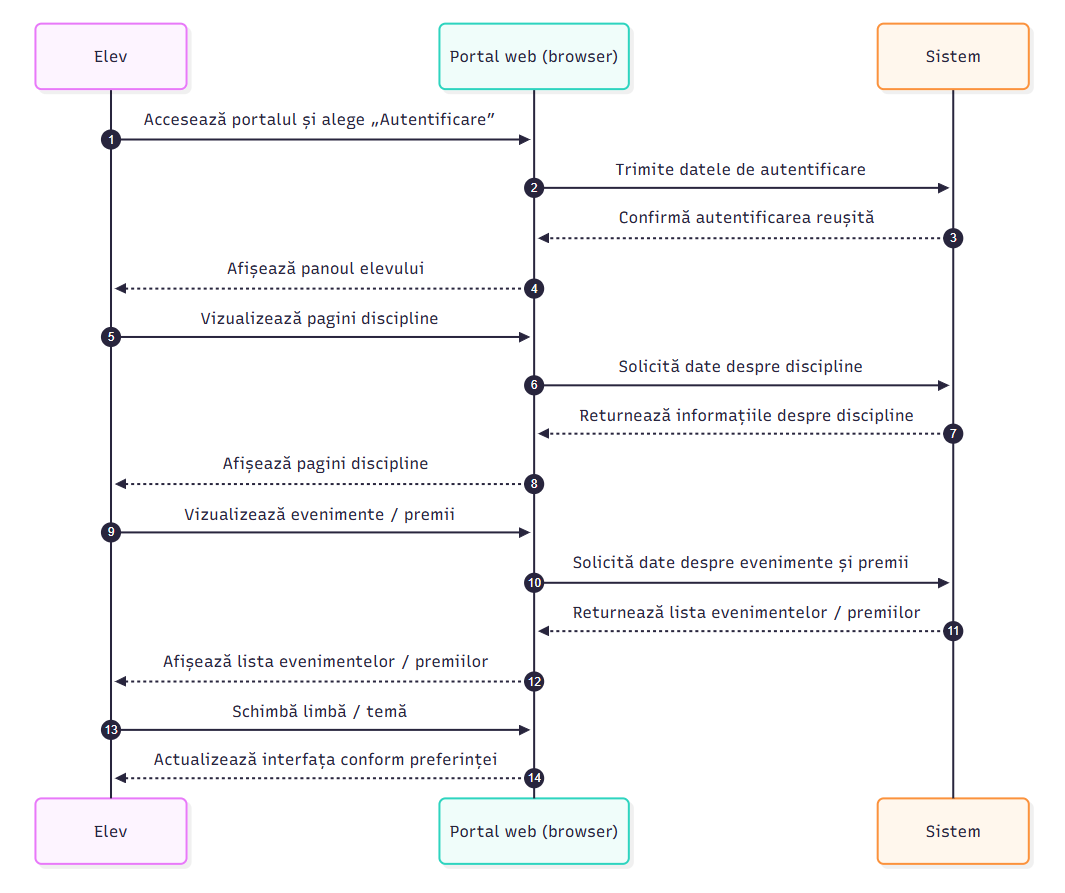 Elev
Portal web (browser)
Sistem
Accesează portalul și alege „Autentificare”
1
Trimite datele de autentificare
2
Confirmă autentificarea reușită
3
Afișează panoul elevului
4
Vizualizează pagini discipline
5
Solicită date despre discipline
6
Returnează informațiile despre discipline
7
Afișează pagini discipline
8
Vizualizează evenimente / premii
9
Solicită date despre evenimente și premii
10
Returnează lista evenimentelor / premiilor
11
Afișează lista evenimentelor / premiilor
12
Schimbă limbă / temă
13
Actualizează interfața conform preferinței
14
Elev
Portal web (browser)
Sistem